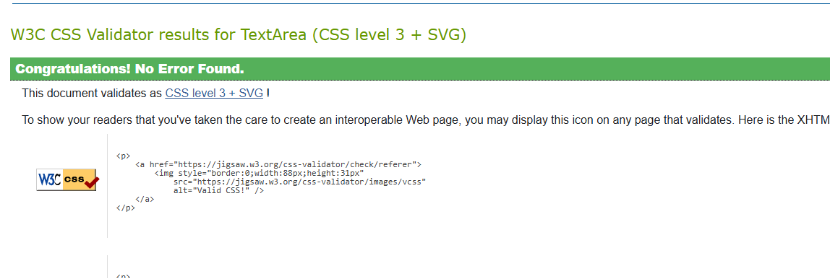 W3C CSS Validator results for TextArea (CSS level 3 + SVG)
Congratulations! No Error Found.
This document validates as CSS level 3 + SVG !
To show your readers that you've taken the care to create an interoperable Web page, you may display this icon on any page that validates. Here is the XHTM
<p>
<a href="https://jigsaw.w3.org/css-validator/check/referer">
<img style="border:0;width:88px;height:31px"
W3C css
src="https://jigsaw.w3.org/css-validator/images/vcss"
alt="Valid CSS!" />
</a>
</p>
<p>